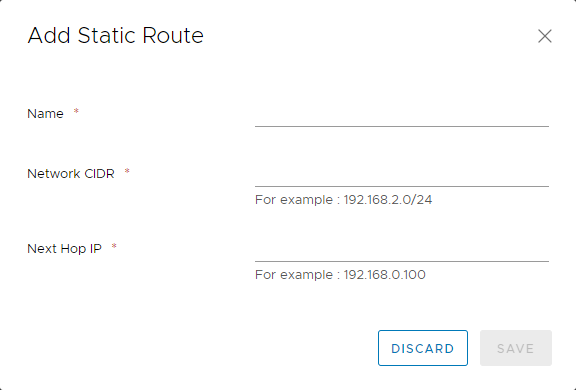 Add Static Route
Name *
Network CIDR *
For example : 192.168.2.0/24
Next Hop IP *
For example : 192.168.0.100
DISCARD SAVE